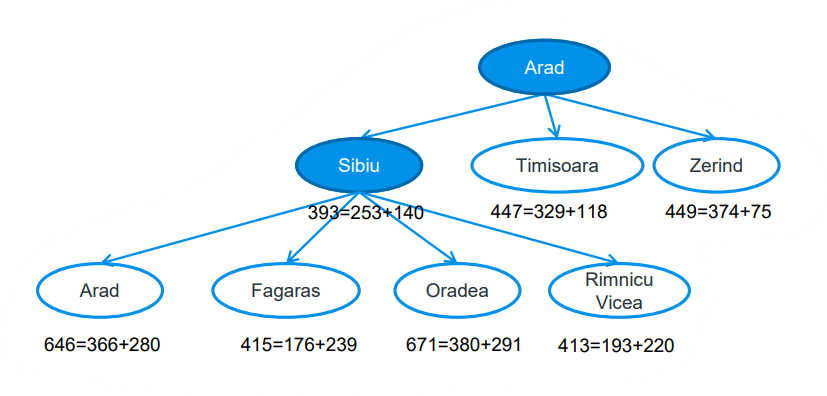 Arad
Sibiu
Timisoara
Zerind
393=253+140
447=329+118
449=374+75
Arad
Fagaras
Oradea
Rimnicu
Vicea
646=366+280
415=176+239
671=380+291
413=193+220